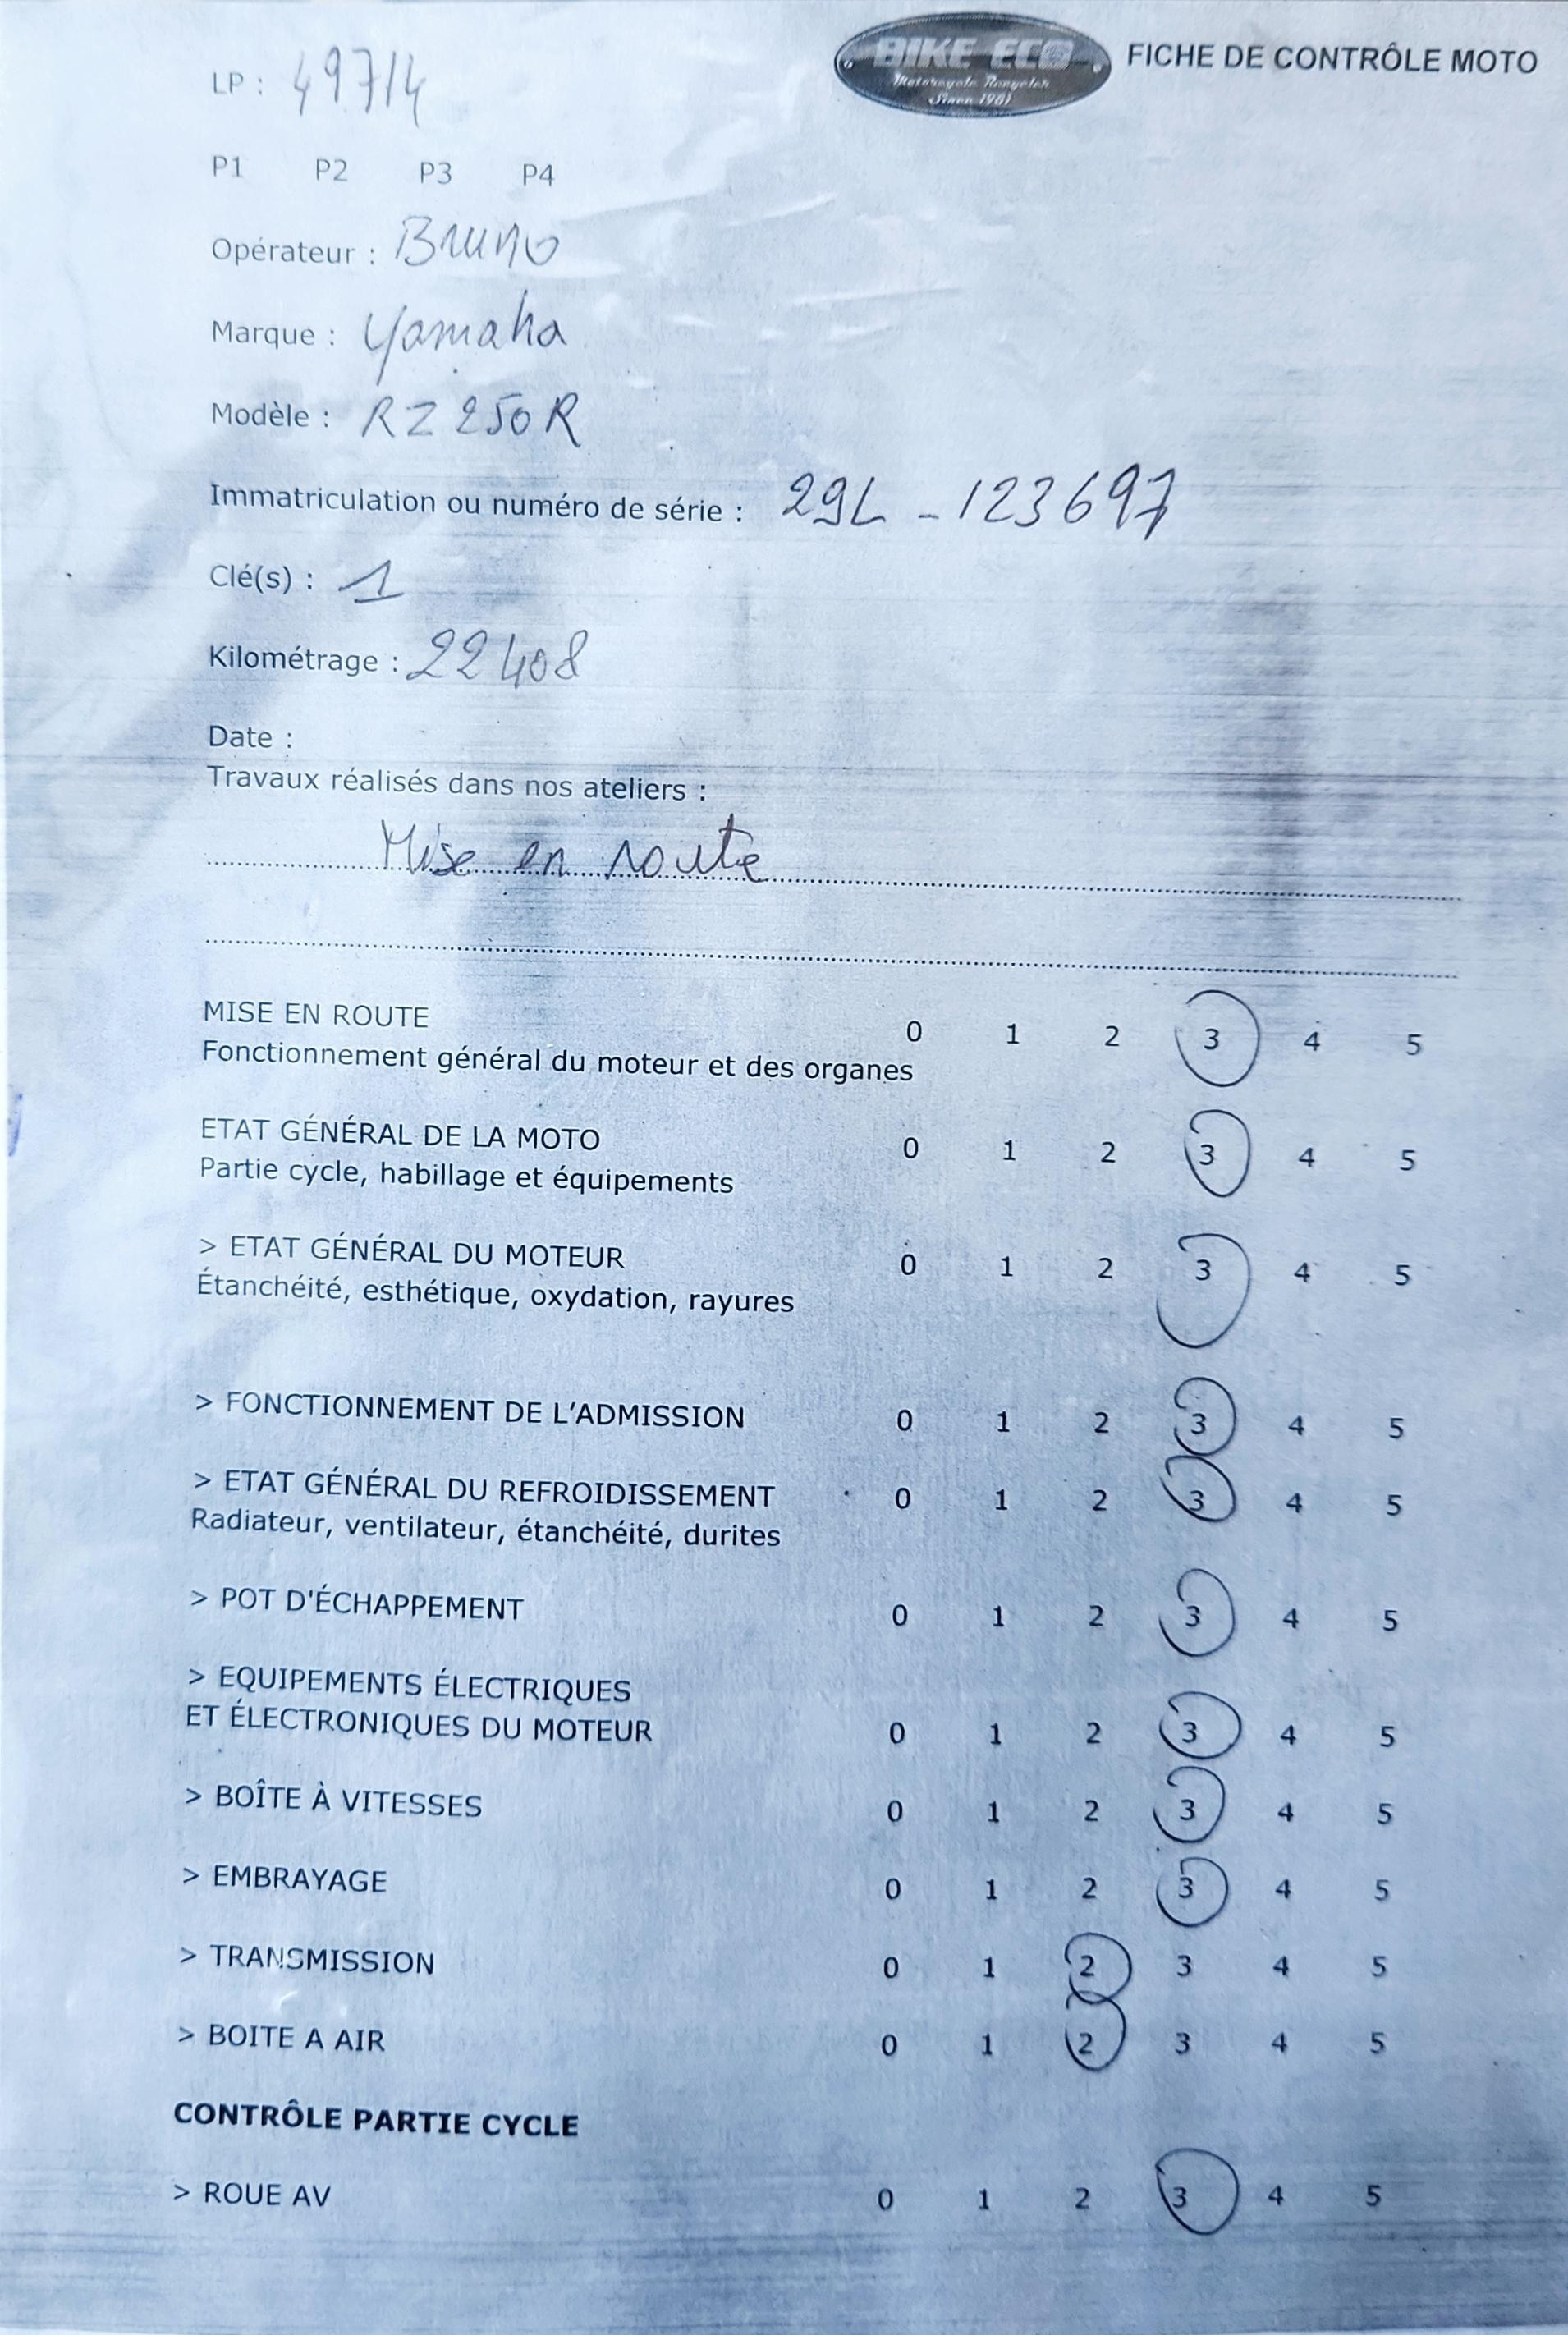 BIKE ECO
Motorcycle Recycler
Since 1981
FICHE DE CONTRÔLE MOTO
LP : 49714
P1 P2 P3 P4
Opérateur : Bruno
Marque : Yamaha
Modèle : RZ 250 R
Immatriculation ou numéro de série : 29L - 123697
Clé(s) : 1
Kilométrage : 22408
Date :
Travaux réalisés dans nos ateliers :
Mise en route
MISE EN ROUTE 0 1 2 3 4 5
Fonctionnement général du moteur et des organes
ETAT GÉNÉRAL DE LA MOTO 0 1 2 3 4 5
Partie cycle, habillage et équipements
> ETAT GÉNÉRAL DU MOTEUR 0 1 2 3 4 5
Étanchéité, esthétique, oxydation, rayures
> FONCTIONNEMENT DE L'ADMISSION 0 1 2 3 4 5
> ETAT GÉNÉRAL DU REFROIDISSEMENT 0 1 2 3 4 5
Radiateur, ventilateur, étanchéité, durites
> POT D'ÉCHAPPEMENT 0 1 2 3 4 5
> EQUIPEMENTS ÉLECTRIQUES
ET ÉLECTRONIQUES DU MOTEUR 0 1 2 3 4 5
> BOÎTE À VITESSES 0 1 2 3 4 5
> EMBRAYAGE 0 1 2 3 4 5
> TRANSMISSION 0 1 2 3 4 5
> BOITE A AIR 0 1 2 3 4 5
CONTRÔLE PARTIE CYCLE
> ROUE AV 0 1 2 3 4 5